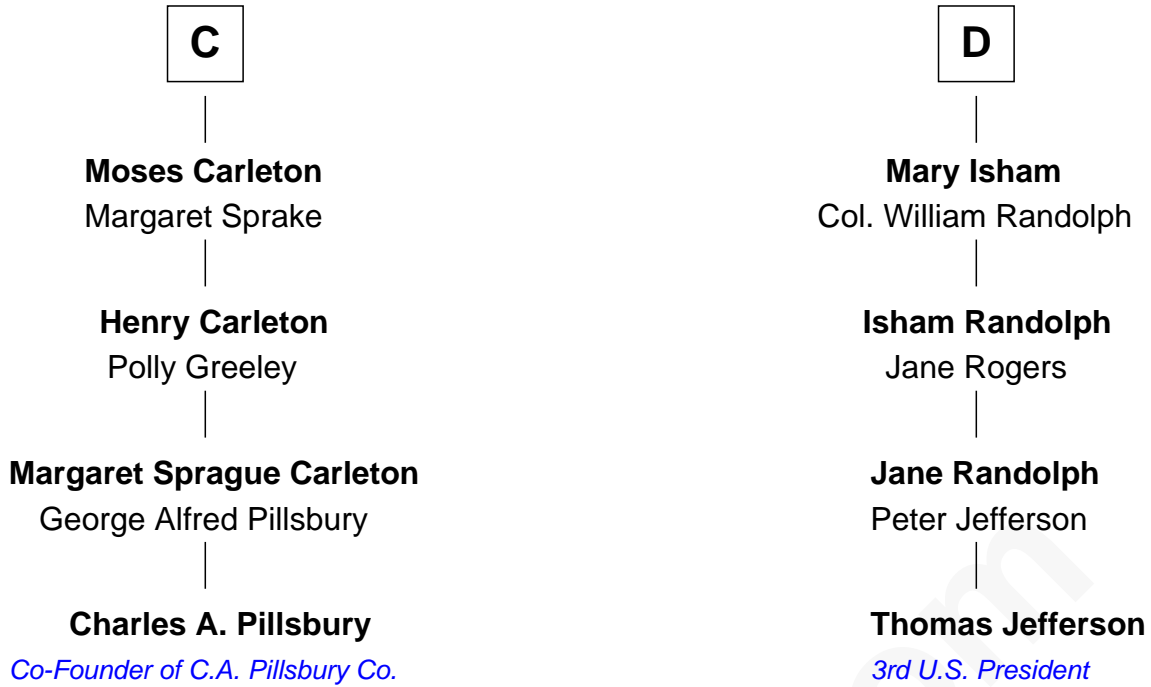 C
Moses Carleton
Margaret Sprake
Henry Carleton
Polly Greeley
Margaret Sprague Carleton
George Alfred Pillsbury
Charles A. Pillsbury
Co-Founder of C.A. Pillsbury Co.
D
Mary Isham
Col. William Randolph
Isham Randolph
Jane Rogers
Jane Randolph
Peter Jefferson
Thomas Jefferson
3rd U.S. President